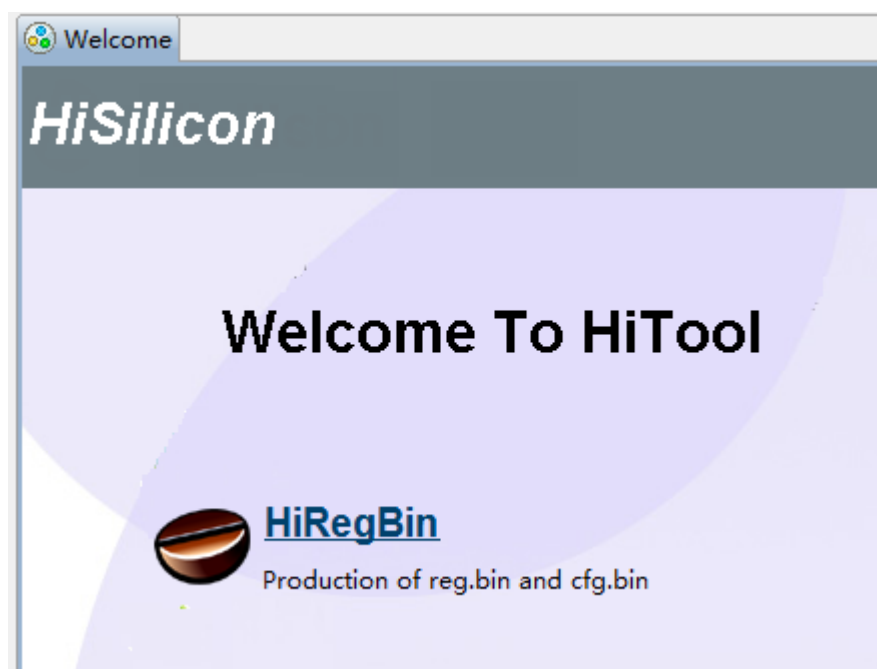 Welcome
HiSilicon
Welcome To HiTool
HiRegBin
Production of reg.bin and cfg.bin